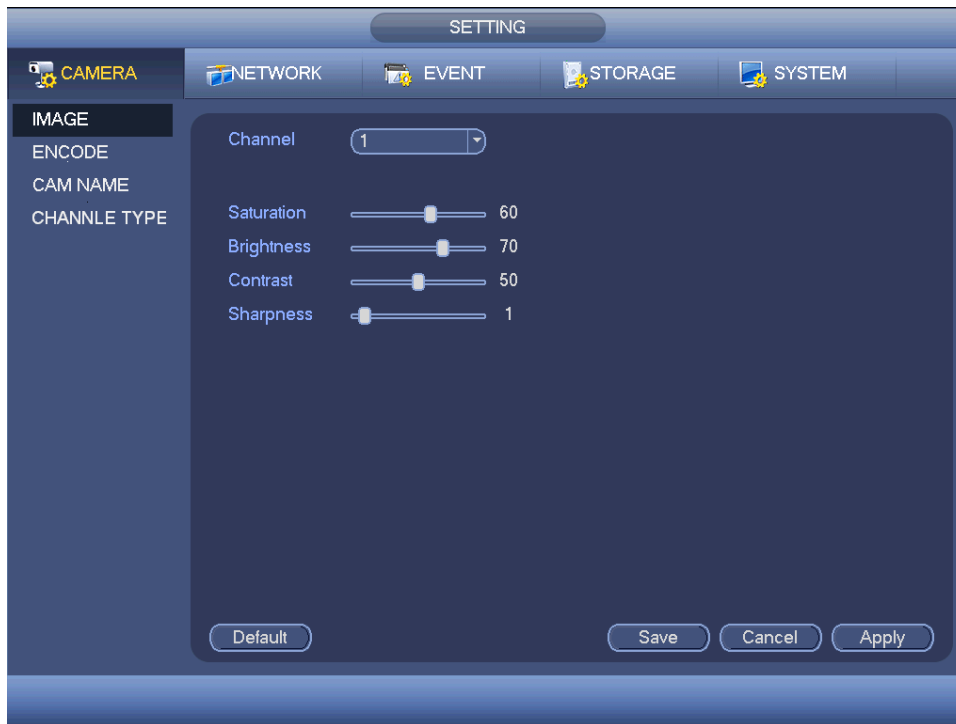 SETTING
CAMERA NETWORK EVENT STORAGE SYSTEM
IMAGE
ENCODE
CAM NAME
CHANNLE TYPE
Channel 1
Saturation 60
Brightness 70
Contrast 50
Sharpness 1
Default Save Cancel Apply